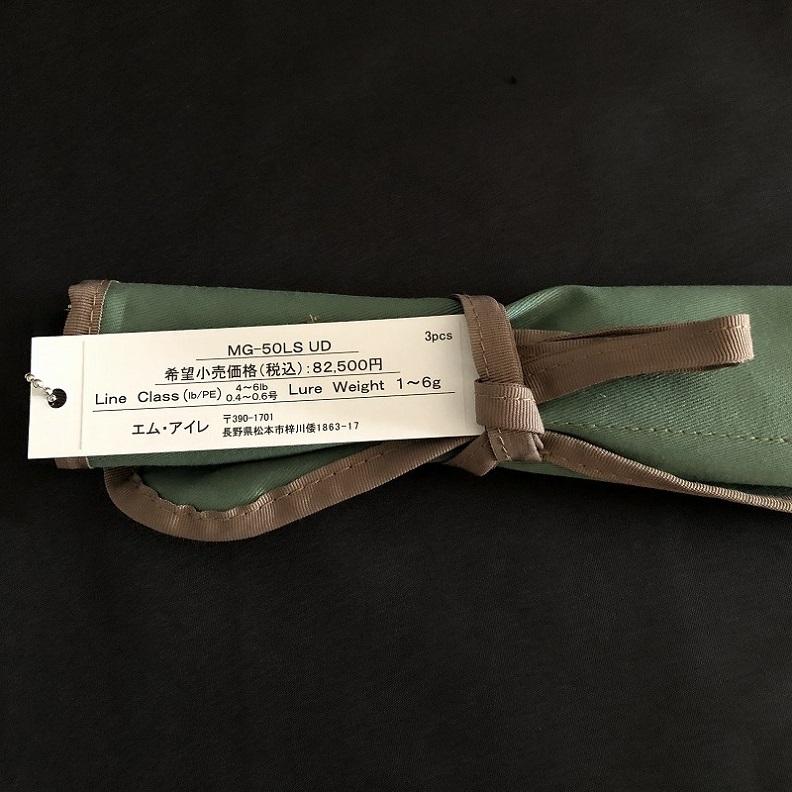 MG-50LS UD
3pcs
希望小売価格(税込):82,500円
Line Class(lb/PE) 4~6lb 0.4~0.6号 Lure Weight 1~6g
エム・アイレ 〒390-1701
長野県松本市梓川倭1863-17